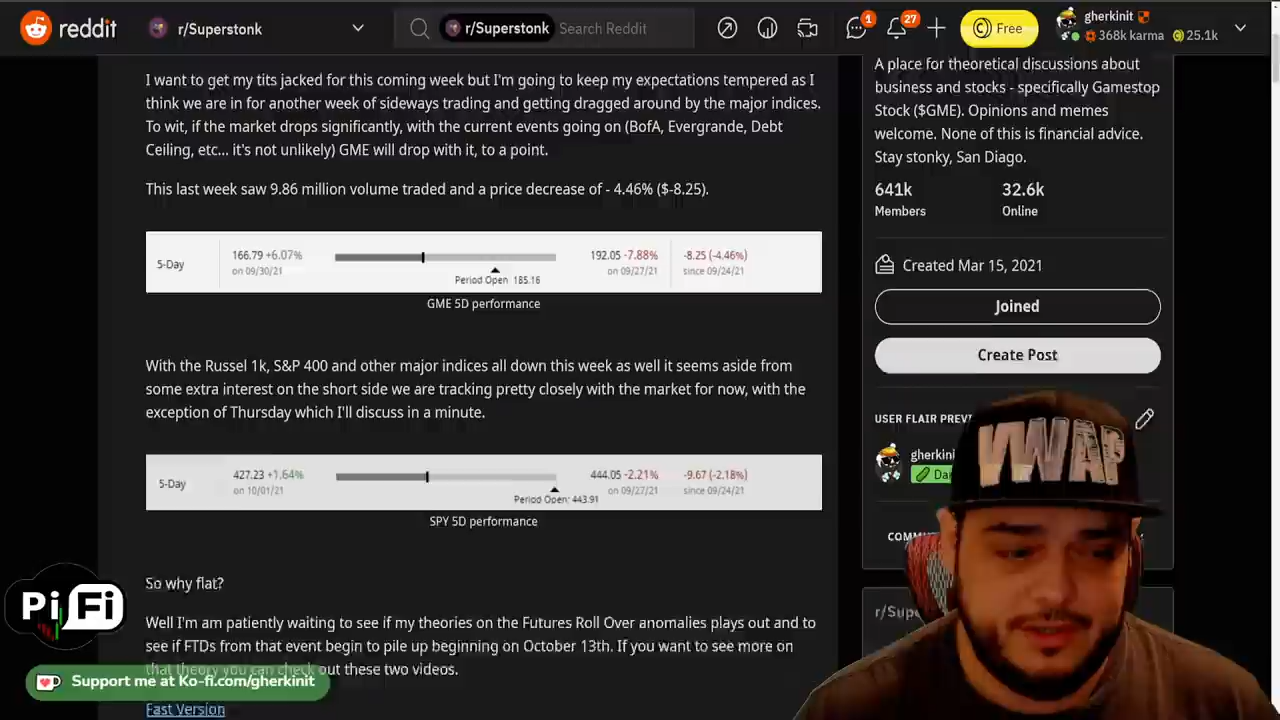 reddit
r/Superstonk
r/Superstonk Search Reddit
1
27
Free
gherkinit
368k karma 25.1k
I want to get my tits jacked for this coming week but I'm going to keep my expectations tempered as I
think we are in for another week of sideways trading and getting dragged around by the major indices.
To wit, if the market drops significantly, with the current events going on (BofA, Evergrande, Debt
Ceiling, etc... it's not unlikely) GME will drop with it, to a point.
This last week saw 9.86 million volume traded and a price decrease of - 4.46% ($-8.25).
5-Day
166.79 +6.07%
on 09/30/21
Period Open 185.16
192.05 -7.88%
on 09/27/21
-8.25 (-4.46%)
since 09/24/21
GME 5D performance
With the Russel 1k, S&P 400 and other major indices all down this week as well it seems aside from
some extra interest on the short side we are tracking pretty closely with the market for now, with the
exception of Thursday which I'll discuss in a minute.
5-Day
427.23 +1.64%
on 10/01/21
Period Open: 443.91
444.05 -2.21%
on 09/27/21
-9.67 (-2.18%)
since 09/24/21
SPY 5D performance
So why flat?
Well I'm am patiently waiting to see if my theories on the Futures Roll Over anomalies plays out and to
see if FTDs from that event begin to pile up beginning on October 13th. If you want to see more on
that theory you can check out these two videos.
Fast Version
A place for theoretical discussions about
business and stocks - specifically Gamestop
Stock ($GME). Opinions and memes
welcome. None of this is financial advice.
Stay stonky, San Diego.
641k
Members
32.6k
Online
Created Mar 15, 2021
Joined
Create Post
USER FLAIR PREV
gherkini
Da
COMM
r/Supe
VWAP
PiFi
Support me at Ko-fi.com/gherkinit